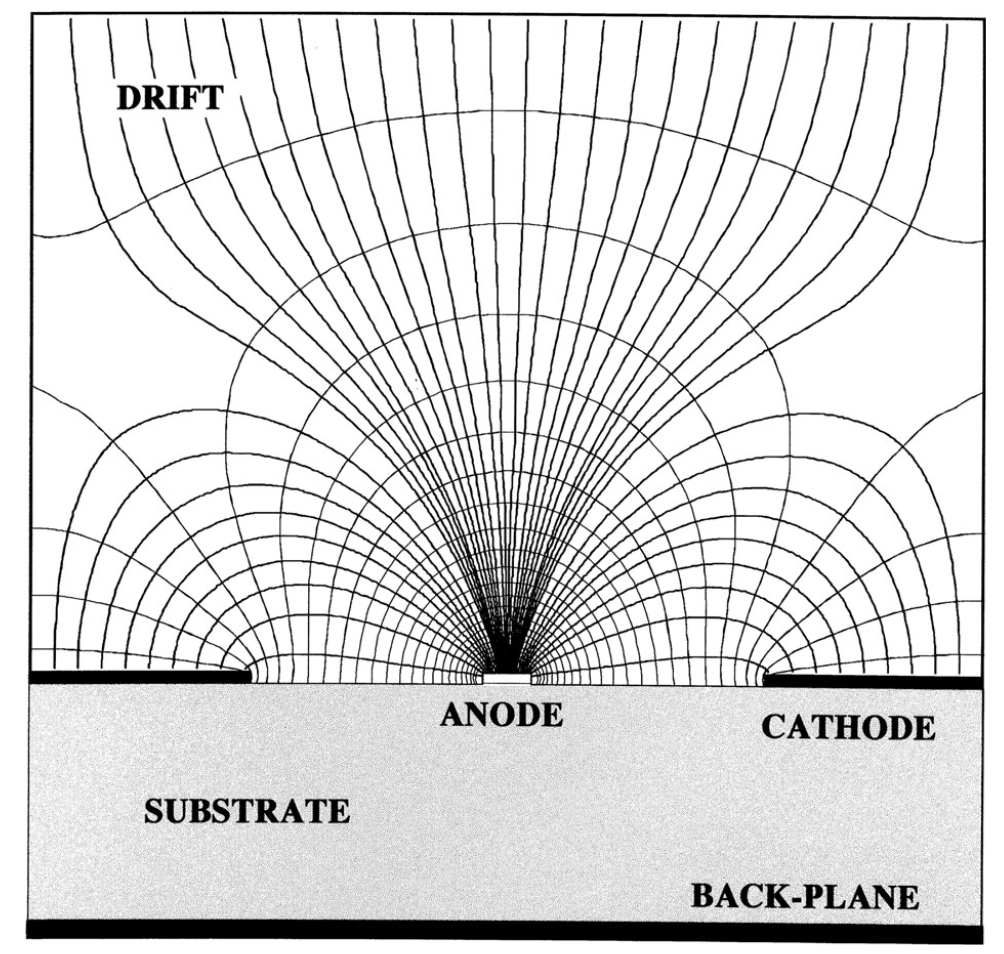 DRIFT
ANODE
CATHODE
SUBSTRATE
BACK-PLANE